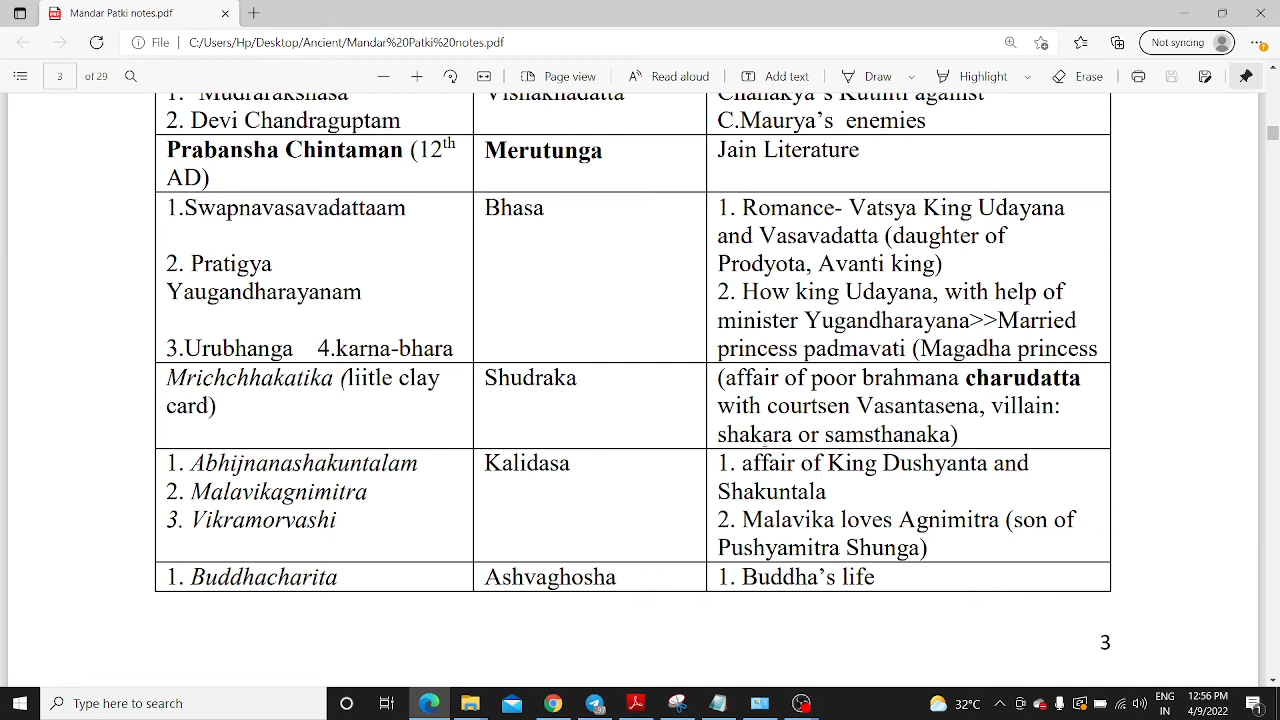 Mandar Patki notes.pdf
File C:/Users/Hp/Desktop/Ancient/Mandar%20Patki%20notes.pdf
Not syncing
3 of 29
Page view
Read aloud
Add text
Draw
Highlight
Erase
1. Mudrarakshasa Vishakhadatta Chanakya's Kutniti against
2. Devi Chandraguptam C.Maurya's enemies
Prabansha Chintaman (12th Merutunga Jain Literature
AD)
1.Swapnavasavadattaam Bhasa 1. Romance- Vatsya King Udayana
and Vasavadatta (daughter of
2. Pratigya Prodyota, Avanti king)
Yaugandharayanam 2. How king Udayana, with help of
minister Yugandharayana>>Married
3.Urubhanga 4.karna-bhara princess padmavati (Magadha princess
Mrichchhakatika (liitle clay Shudraka (affair of poor brahmana charudatta
card) with courtsen Vasantasena, villain:
shakara or samsthanaka)
1. Abhijnanashakuntalam Kalidasa 1. affair of King Dushyanta and
2. Malavikagnimitra Shakuntala
3. Vikramorvashi 2. Malavika loves Agnimitra (son of
Pushyamitra Shunga)
1. Buddhacharita Ashvaghosha 1. Buddha's life
3
Type here to search
32°C
ENG 12:56 PM
IN 4/9/2022